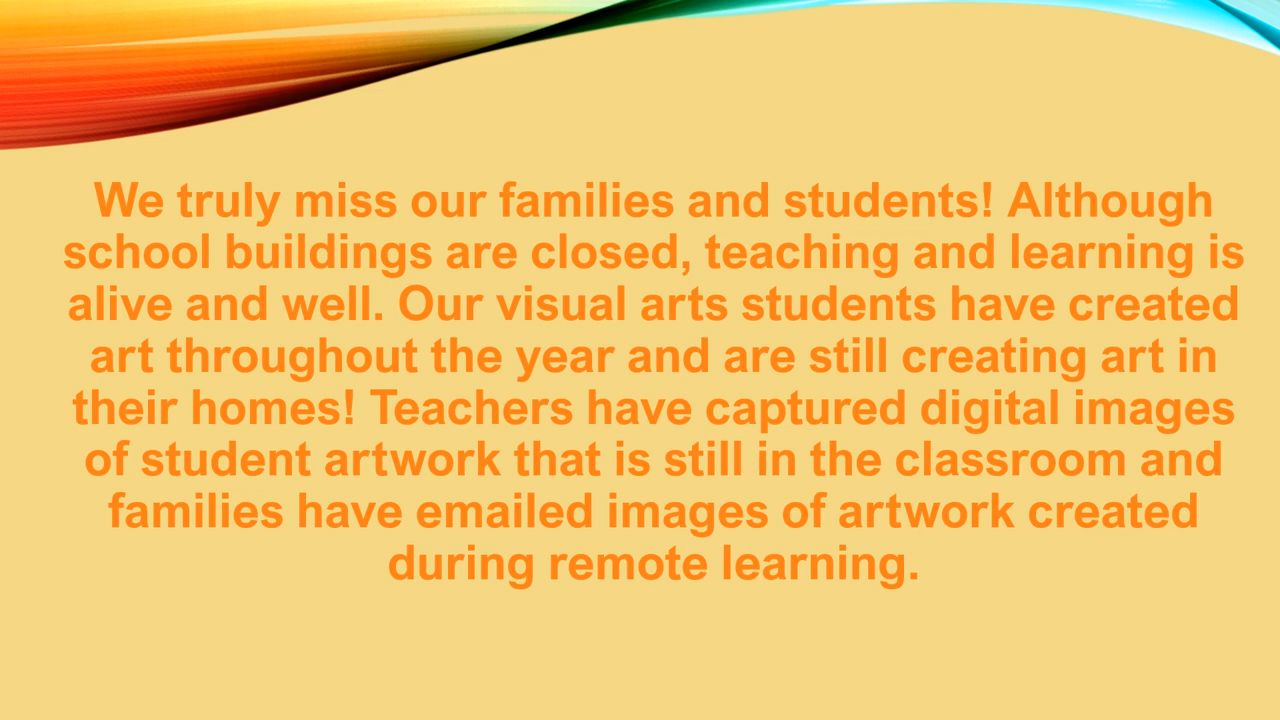 We truly miss our families and students! Although
school buildings are closed, teaching and learning is
alive and well. Our visual arts students have created
art throughout the year and are still creating art in
their homes! Teachers have captured digital images
of student artwork that is still in the classroom and
families have emailed images of artwork created
during remote learning.